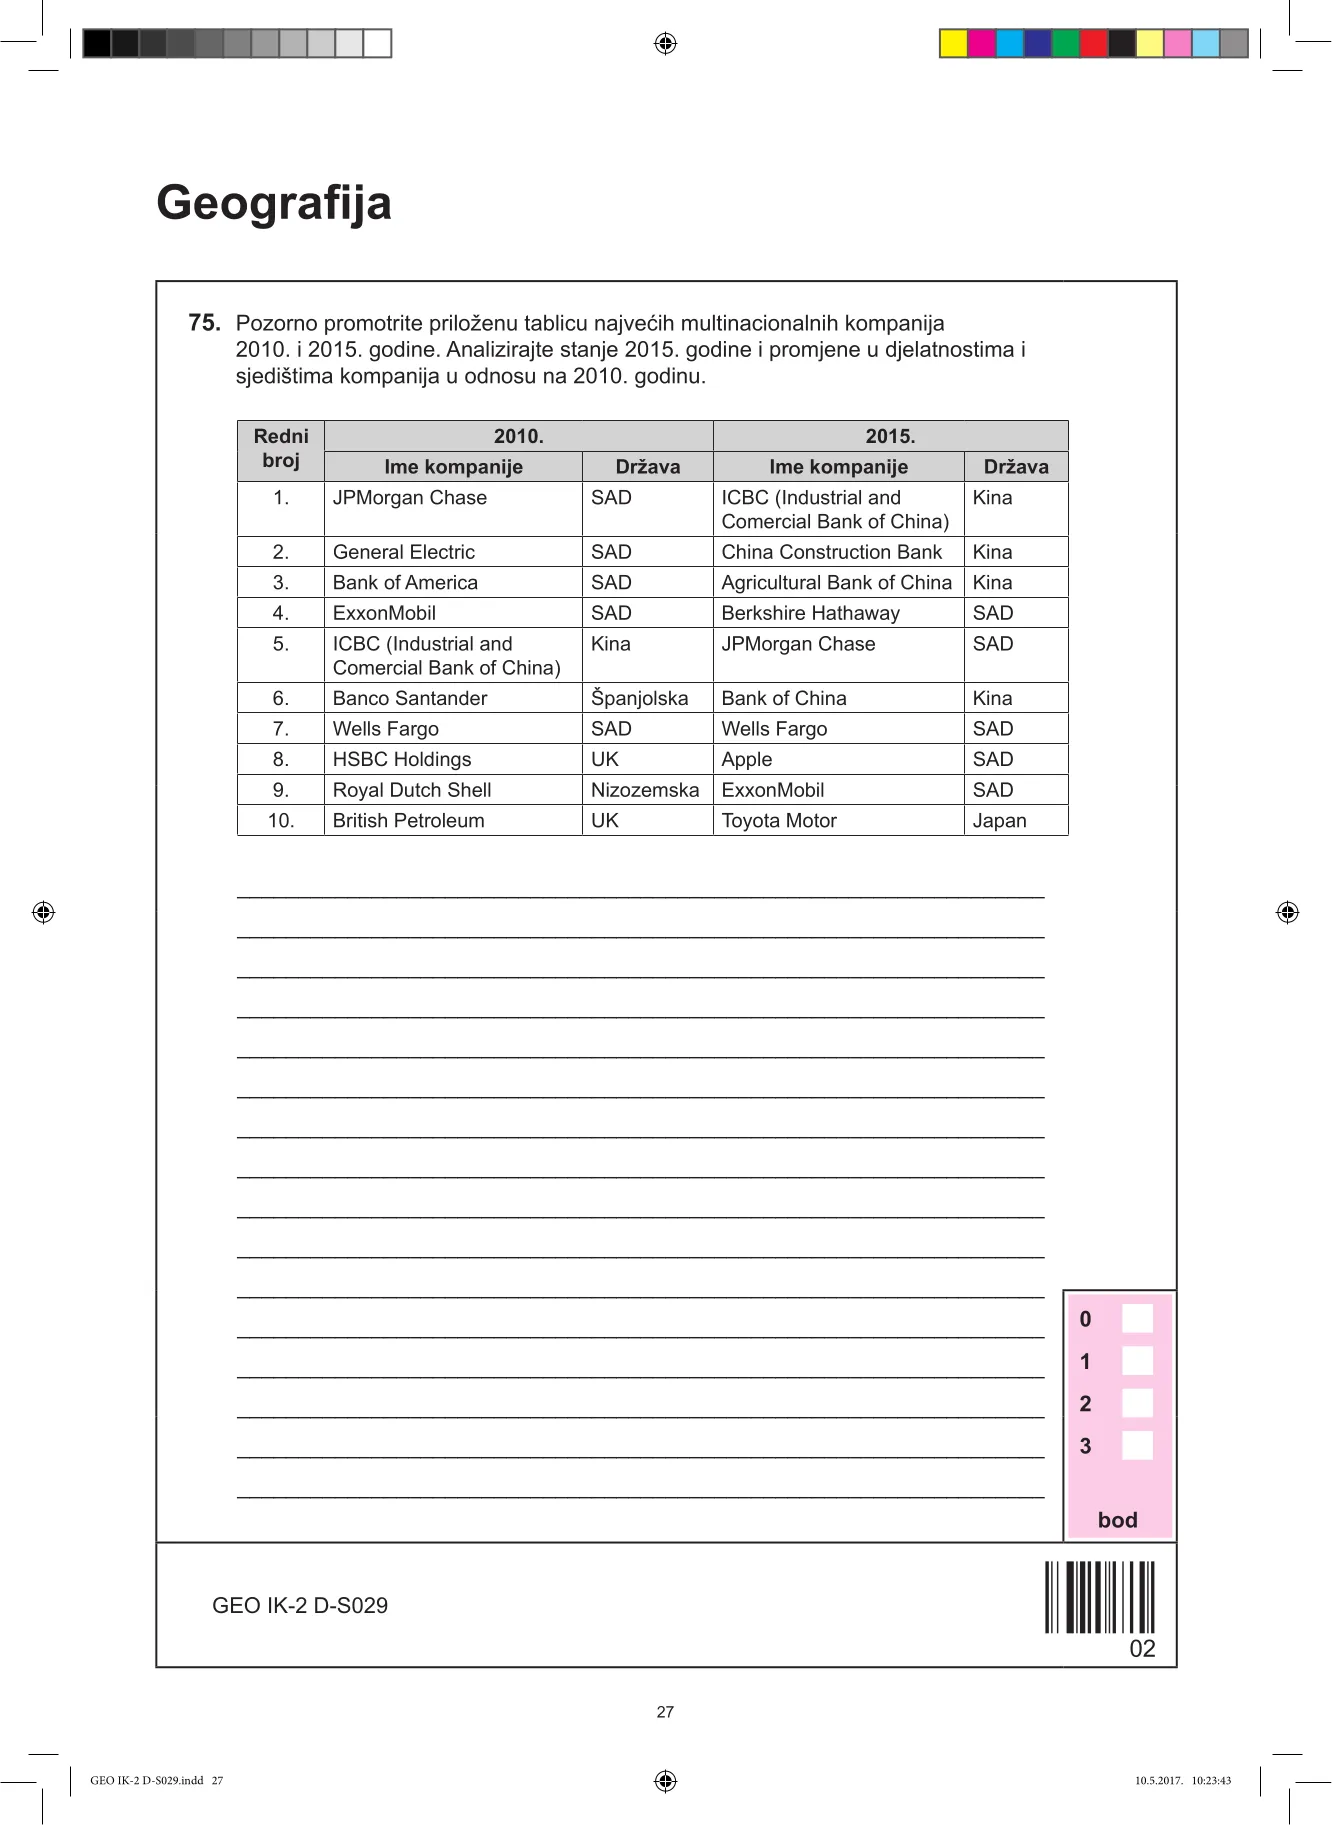 Geografija
75. Pozorno promotrite priloženu tablicu najvećih multinacionalnih kompanija
2010. i 2015. godine. Analizirajte stanje 2015. godine i promjene u djelatnostima i
sjedištima kompanija u odnosu na 2010. godinu.
Redni broj 2010. 2015.
Ime kompanije Država Ime kompanije Država
1. JPMorgan Chase SAD ICBC (Industrial and Comercial Bank of China) Kina
2. General Electric SAD China Construction Bank Kina
3. Bank of America SAD Agricultural Bank of China Kina
4. ExxonMobil SAD Berkshire Hathaway SAD
5. ICBC (Industrial and Comercial Bank of China) Kina JPMorgan Chase SAD
6. Banco Santander Španjolska Bank of China Kina
7. Wells Fargo SAD Wells Fargo SAD
8. HSBC Holdings UK Apple SAD
9. Royal Dutch Shell Nizozemska ExxonMobil SAD
10. British Petroleum UK Toyota Motor Japan
0
1
2
3
bod
GEO IK-2 D-S029
02
27
GEO IK-2 D-S029.indd 27 10.5.2017. 10:23:43